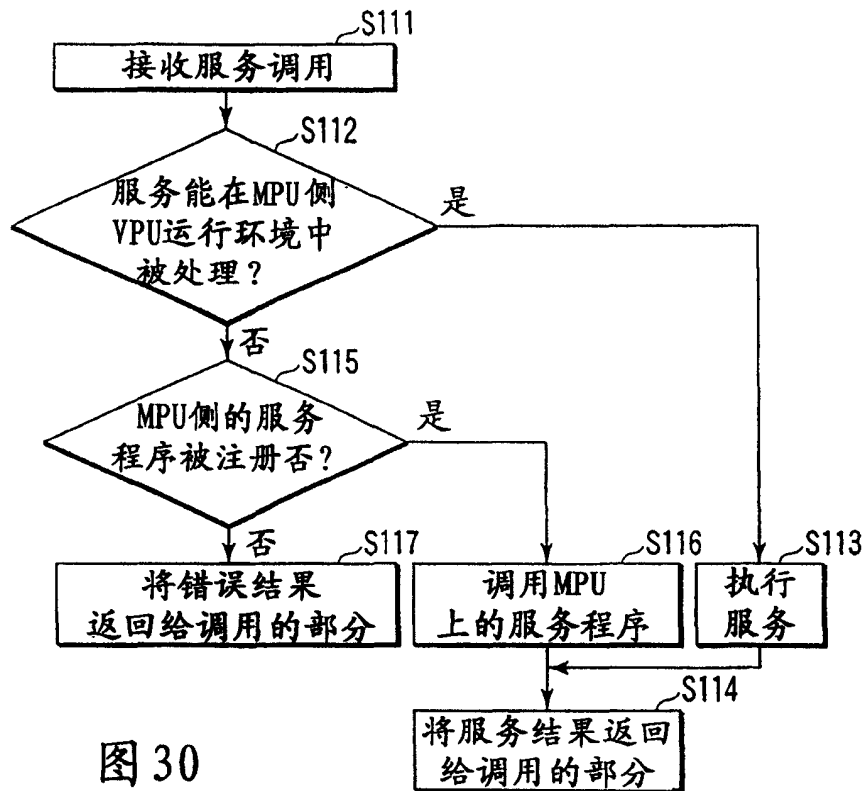 S111
接收服务调用
S112
服务能在MPU侧
VPU运行环境中
被处理？
是
否
S115
MPU侧的服务
程序被注册否？
是
否
S117
将错误结果
返回给调用的部分
S116
调用MPU
上的服务程序
S113
执行
服务
S114
将服务结果返回
给调用的部分
图30